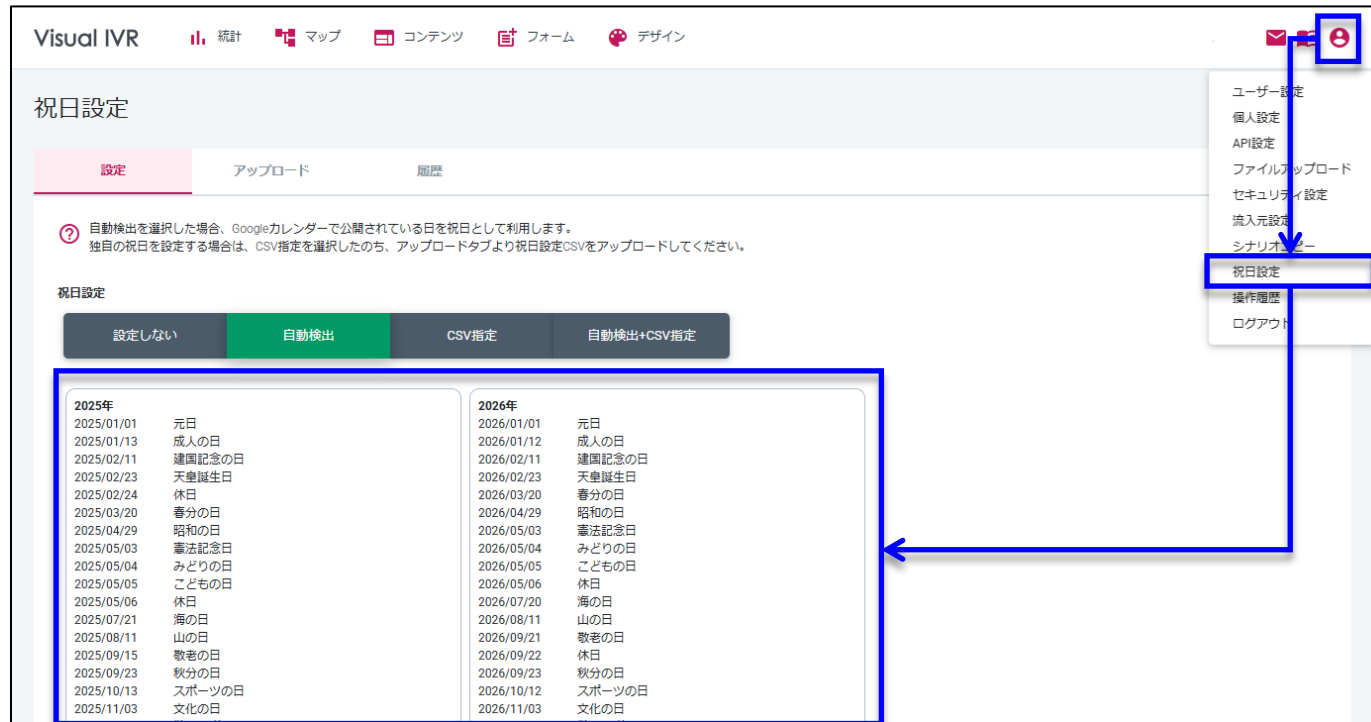 Visual IVR
統計
マップ
コンテンツ
フォーム
デザイン
ユーザー設定
個人設定
API設定
ファイルアップロード
セキュリティ設定
流入元設定
シナリオコピー
祝日設定
操作履歴
ログアウト
祝日設定
設定
アップロード
履歴
自動検出を選択した場合、Googleカレンダーで公開されている日を祝日として利用します。
独自の祝日を設定する場合は、CSV指定を選択したのち、アップロードタブより祝日設定CSVをアップロードしてください。
祝日設定
設定しない
自動検出
CSV指定
自動検出+CSV指定
2025年
2025/01/01 元日
2025/01/13 成人の日
2025/02/11 建国記念の日
2025/02/23 天皇誕生日
2025/02/24 休日
2025/03/20 春分の日
2025/04/29 昭和の日
2025/05/03 憲法記念日
2025/05/04 みどりの日
2025/05/05 こどもの日
2025/05/06 休日
2025/07/21 海の日
2025/08/11 山の日
2025/09/15 敬老の日
2025/09/23 秋分の日
2025/10/13 スポーツの日
2025/11/03 文化の日
2026年
2026/01/01 元日
2026/01/12 成人の日
2026/02/11 建国記念の日
2026/02/23 天皇誕生日
2026/03/20 春分の日
2026/04/29 昭和の日
2026/05/03 憲法記念日
2026/05/04 みどりの日
2026/05/05 こどもの日
2026/05/06 休日
2026/07/20 海の日
2026/08/11 山の日
2026/09/21 敬老の日
2026/09/22 休日
2026/09/23 秋分の日
2026/10/12 スポーツの日
2026/11/03 文化の日